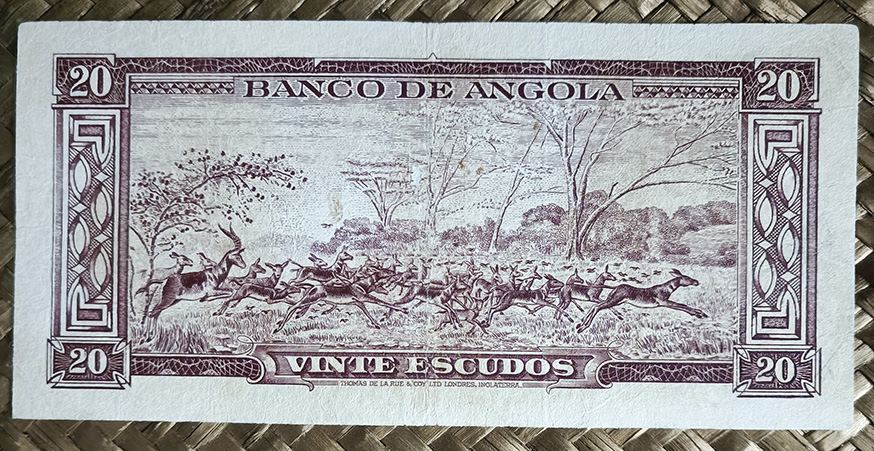 20 20
BANCO DE ANGOLA
VINTE ESCUDOS
20 20
THOMAS DE LA RUE & COY LTD LONDRES, INGLATERRA.